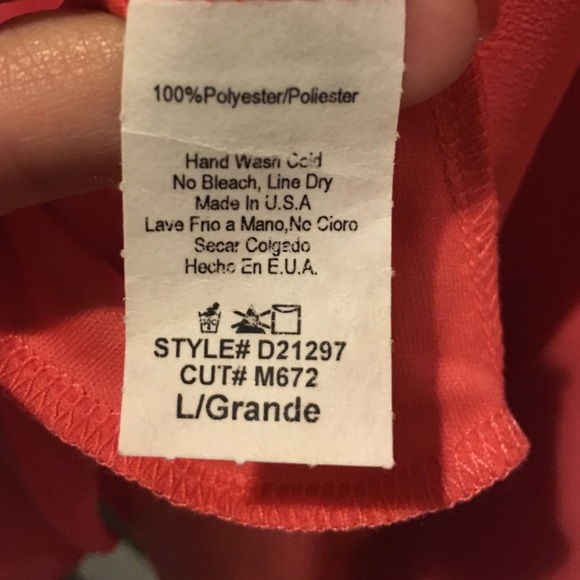 100%Polyester/Poliester
Hand Wash Cold
No Bleach, Line Dry
Made In U.S.A
Lave Frio a Mano,No Cloro
Secar Colgado
Hecho En E.U.A.
STYLE# D21297
CUT# M672
L/Grande